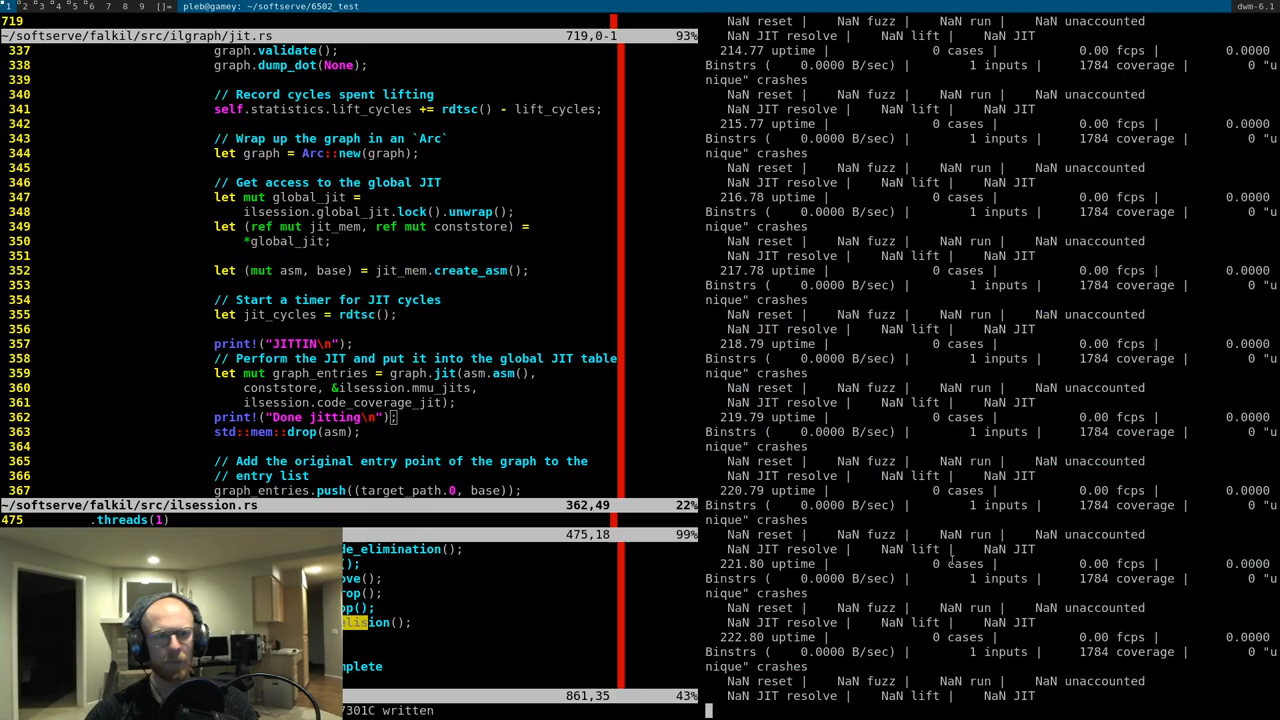 1 2 3 4 5 6 7 8 9 []= pleb@gamey: ~/softserve/6502_test dwm-6.1
719
~/softserve/falkil/src/ilgraph/jit.rs 719,0-1 93%
337 graph.validate();
338 graph.dump_dot(None);
339
340 // Record cycles spent lifting
341 self.statistics.lift_cycles += rdtsc() - lift_cycles;
342
343 // Wrap up the graph in an `Arc`
344 let graph = Arc::new(graph);
345
346 // Get access to the global JIT
347 let mut global_jit =
348 ilsession.global_jit.lock().unwrap();
349 let (ref mut jit_mem, ref mut conststore) =
350 *global_jit;
351
352 let (mut asm, base) = jit_mem.create_asm();
353
354 // Start a timer for JIT cycles
355 let jit_cycles = rdtsc();
356
357 print!("JITTIN\n");
358 // Perform the JIT and put it into the global JIT table
359 let mut graph_entries = graph.jit(asm.asm(),
360 conststore, &ilsession.mmu_jits,
361 ilsession.code_coverage_jit);
362 print!("Done jitting\n");
363 std::mem::drop(asm);
364
365 // Add the original entry point of the graph to the
366 // entry list
367 graph_entries.push((target_path.0, base));
~/softserve/falkil/src/ilsession.rs 362,49 22%
475 .threads(1)
475,18 99%
de_elimination();
();
ove();
rop();
op();
elision();
mplete
861,35 43%
7301C written
NaN reset | NaN fuzz | NaN run | NaN unaccounted
NaN JIT resolve | NaN lift | NaN JIT
214.77 uptime | 0 cases | 0.00 fcps | 0.0000
Binstrs ( 0.0000 B/sec) | 1 inputs | 1784 coverage | 0 "u
nique" crashes
NaN reset | NaN fuzz | NaN run | NaN unaccounted
NaN JIT resolve | NaN lift | NaN JIT
215.77 uptime | 0 cases | 0.00 fcps | 0.0000
Binstrs ( 0.0000 B/sec) | 1 inputs | 1784 coverage | 0 "u
nique" crashes
NaN reset | NaN fuzz | NaN run | NaN unaccounted
NaN JIT resolve | NaN lift | NaN JIT
216.78 uptime | 0 cases | 0.00 fcps | 0.0000
Binstrs ( 0.0000 B/sec) | 1 inputs | 1784 coverage | 0 "u
nique" crashes
NaN reset | NaN fuzz | NaN run | NaN unaccounted
NaN JIT resolve | NaN lift | NaN JIT
217.78 uptime | 0 cases | 0.00 fcps | 0.0000
Binstrs ( 0.0000 B/sec) | 1 inputs | 1784 coverage | 0 "u
nique" crashes
NaN reset | NaN fuzz | NaN run | NaN unaccounted
NaN JIT resolve | NaN lift | NaN JIT
218.79 uptime | 0 cases | 0.00 fcps | 0.0000
Binstrs ( 0.0000 B/sec) | 1 inputs | 1784 coverage | 0 "u
nique" crashes
NaN reset | NaN fuzz | NaN run | NaN unaccounted
NaN JIT resolve | NaN lift | NaN JIT
219.79 uptime | 0 cases | 0.00 fcps | 0.0000
Binstrs ( 0.0000 B/sec) | 1 inputs | 1784 coverage | 0 "u
nique" crashes
NaN reset | NaN fuzz | NaN run | NaN unaccounted
NaN JIT resolve | NaN lift | NaN JIT
220.79 uptime | 0 cases | 0.00 fcps | 0.0000
Binstrs ( 0.0000 B/sec) | 1 inputs | 1784 coverage | 0 "u
nique" crashes
NaN reset | NaN fuzz | NaN run | NaN unaccounted
NaN JIT resolve | NaN lift | NaN JIT
221.80 uptime | 0 cases | 0.00 fcps | 0.0000
Binstrs ( 0.0000 B/sec) | 1 inputs | 1784 coverage | 0 "u
nique" crashes
NaN reset | NaN fuzz | NaN run | NaN unaccounted
NaN JIT resolve | NaN lift | NaN JIT
222.80 uptime | 0 cases | 0.00 fcps | 0.0000
Binstrs ( 0.0000 B/sec) | 1 inputs | 1784 coverage | 0 "u
nique" crashes
NaN reset | NaN fuzz | NaN run | NaN unaccounted
NaN JIT resolve | NaN lift | NaN JIT